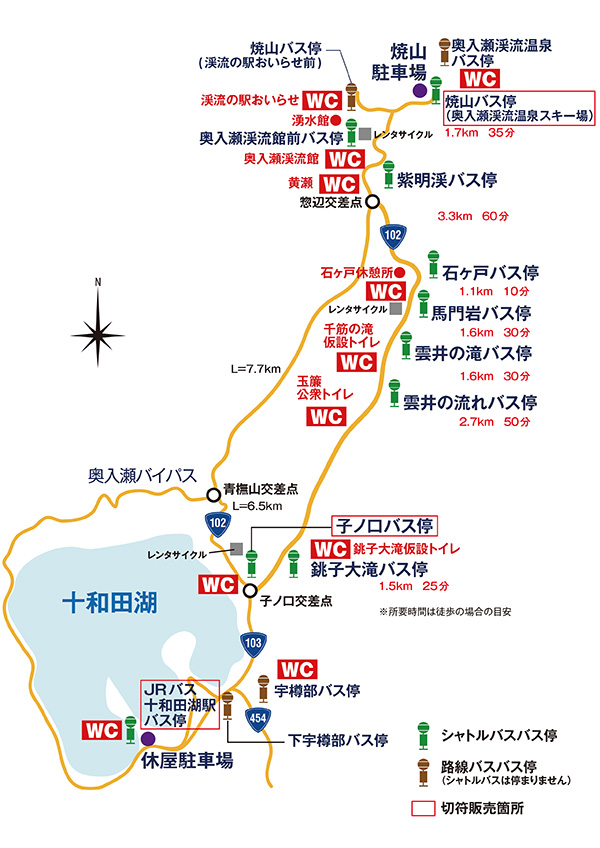 焼山バス停
(渓流の駅おいらせ前)
焼山
駐車場
奥入瀬渓流温泉
バス停
WC
渓流の駅おいらせ
WC
焼山バス停
(奥入瀬渓流温泉スキー場)
1.7km 35分
湧水館
奥入瀬渓流館前バス停
レンタサイクル
奥入瀬渓流館
WC
黄瀬
WC
紫明渓バス停
惣辺交差点
3.3km 60分
102
石ヶ戸休憩所
WC
石ヶ戸バス停
1.1km 10分
レンタサイクル
馬門岩バス停
1.6km 30分
千筋の滝
仮設トイレ
WC
雲井の滝バス停
1.6km 30分
玉簾
公衆トイレ
WC
雲井の流れバス停
2.7km 50分
N
L=7.7km
奥入瀬バイパス
青撫山交差点
L=6.5km
102
子ノ口バス停
レンタサイクル
WC
銚子大滝仮設トイレ
銚子大滝バス停
1.5km 25分
WC
子ノ口交差点
※所要時間は徒歩の場合の目安
十和田湖
103
WC
宇樽部バス停
JRバス
十和田湖駅
バス停
454
下宇樽部バス停
WC
休屋駐車場
シャトルバスバス停
路線バスバス停
(シャトルバスは停まりません)
切符販売箇所